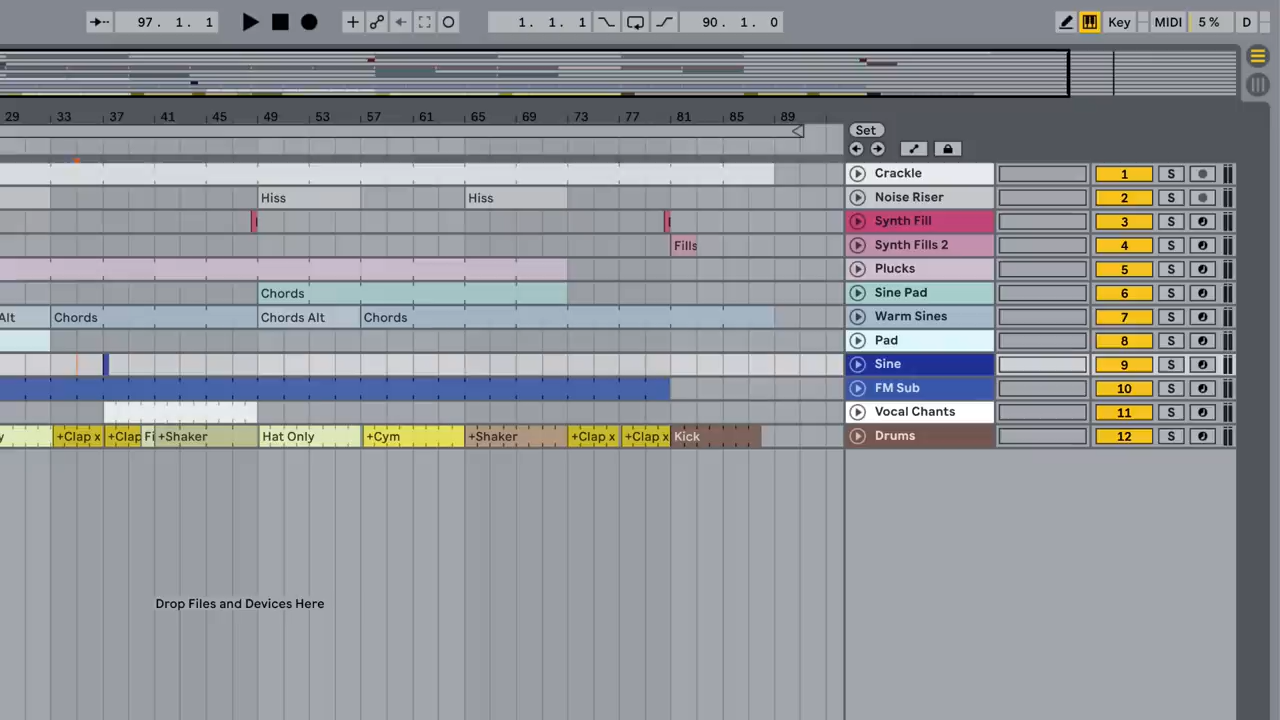 97. 1. 1
1. 1. 1
90. 1. 0
Key
MIDI
5 %
D
29 33 37 41 45 49 53 57 61 65 69 73 77 81 85 89
Set
Crackle 1 S
Hiss Hiss Noise Riser 2 S
Synth Fill 3 S
Fills Synth Fills 2 4 S
Plucks 5 S
Chords Sine Pad 6 S
Alt Chords Chords Alt Chords Warm Sines 7 S
Pad 8 S
Sine 9 S
FM Sub 10 S
Vocal Chants 11 S
y +Clap x +Clap Fi +Shaker Hat Only +Cym +Shaker +Clap x +Clap x Kick Drums 12 S
Drop Files and Devices Here